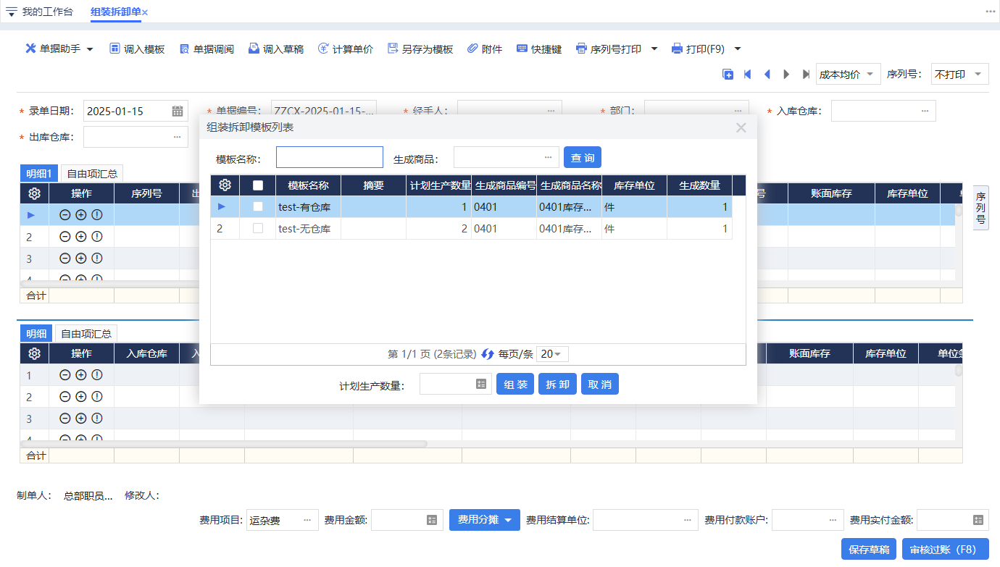 我的工作台 组装拆卸单× ...
单据助手 调入模板 单据调阅 调入草稿 计算单价 另存为模板 附件 快捷键 序列号打印 打印(F9)
成本均价 序列号: 不打印
* 录单日期: 2025-01-15 * 单据编号: ZZCX-2025-01-15-... * 经手人: ... * 部门: ... * 入库仓库: ...
* 出库仓库: ...
组装拆卸模板列表
模板名称: 生成商品: ... 查 询
模板名称 摘要 计划生产数量 生成商品编号 生成商品名称 库存单位 生成数量
test-有仓库 1 0401 0401库存... 件 1
2 test-无仓库 2 0401 0401库存... 件 1
第 1/1 页 (2条记录) 每页/条 20
计划生产数量: 组 装 拆 卸 取 消
明细1 自由项汇总
操作 序列号 出 号 账面库存 库存单位
2
3
4
合计
序列号
明细 自由项汇总
操作 入库仓库 入 账面库存 库存单位 单位
1
2
3
4
合计
制单人: 总部职员... 修改人:
费用项目: 运杂费 ... 费用金额: 费用分摊 费用结算单位: ... 费用付款账户: ... 费用实付金额:
保存草稿 审核过账（F8）